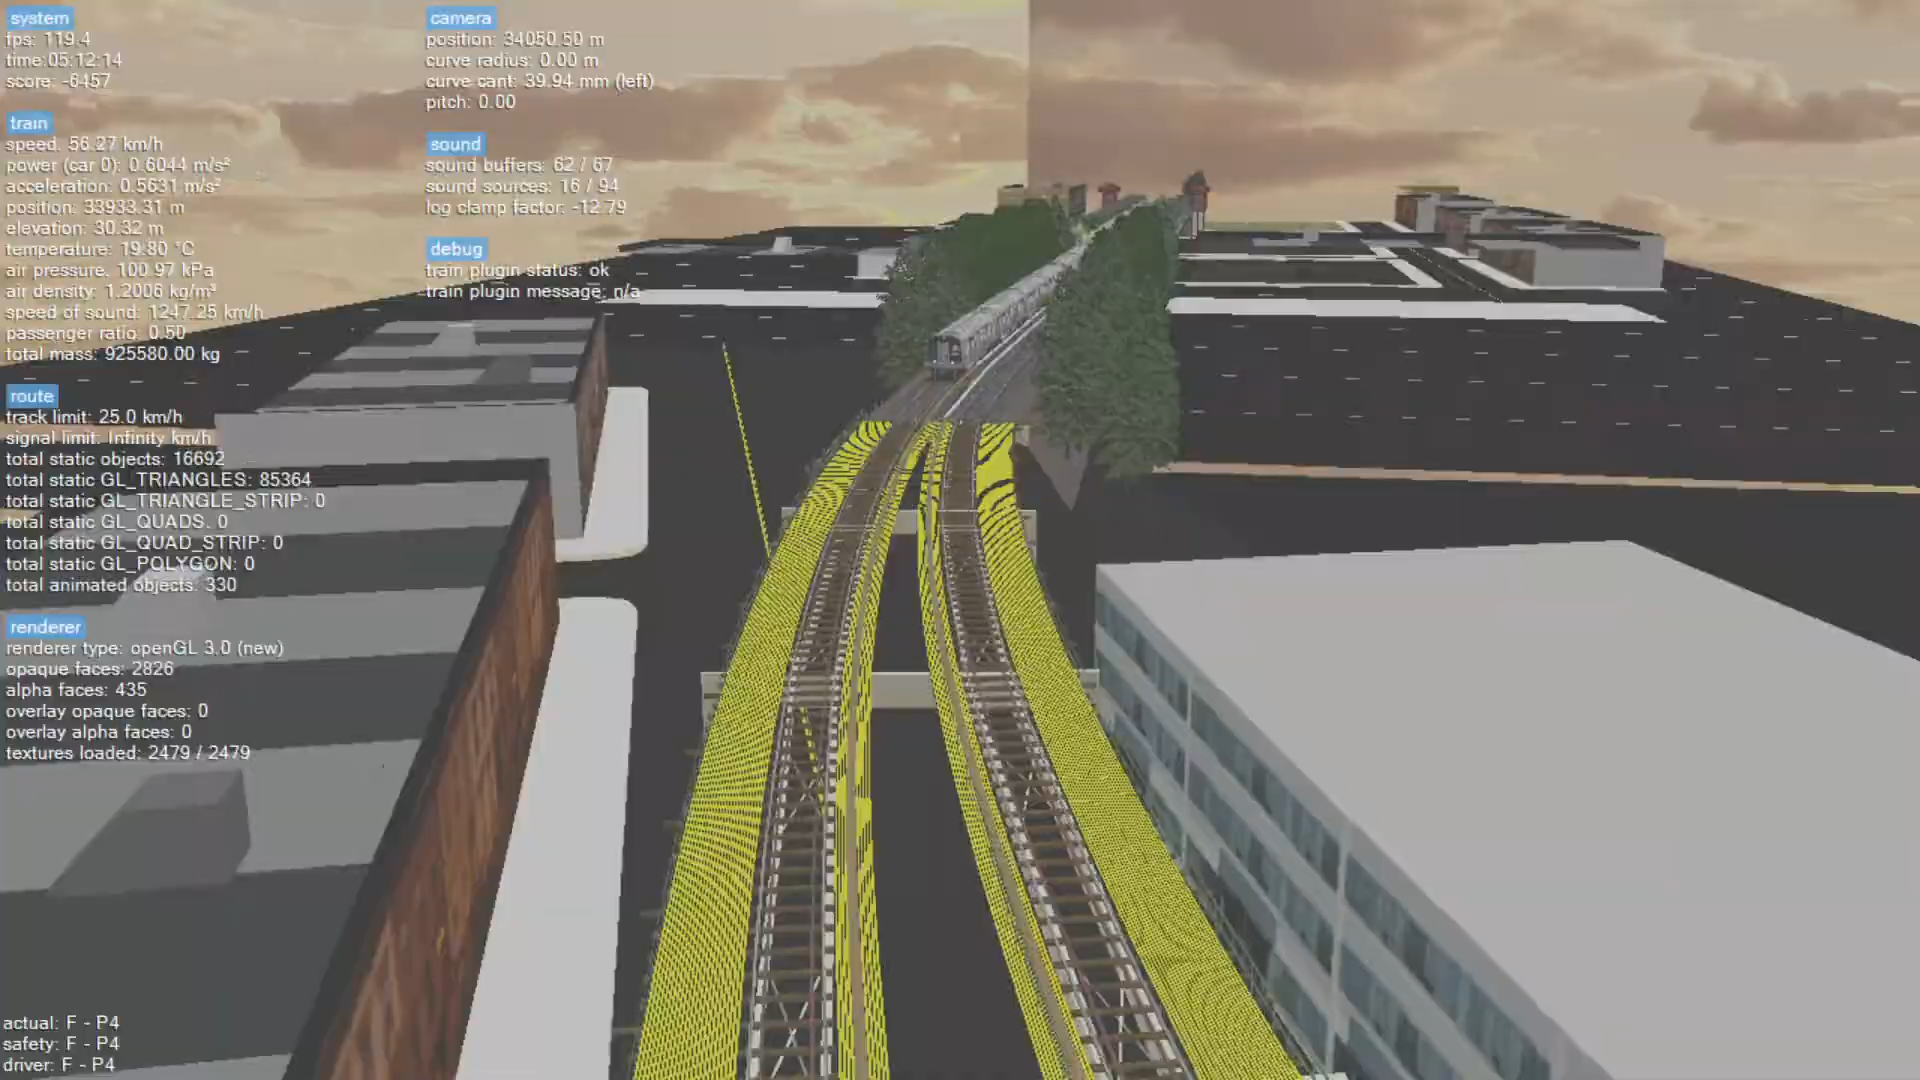 system
fps: 119.4
time:05:12:14
score: -6457
train
speed: 56.27 km/h
power (car 0): 0.6044 m/s²
acceleration: 0.5631 m/s²
position: 33933.31 m
elevation: 30.32 m
temperature: 19.80 °C
air pressure: 100.97 kPa
air density: 1.2006 kg/m³
speed of sound: 1247.25 km/h
passenger ratio: 0.50
total mass: 925580.00 kg
route
track limit: 25.0 km/h
signal limit: Infinity km/h
total static objects: 16692
total static GL_TRIANGLES: 85364
total static GL_TRIANGLE_STRIP: 0
total static GL_QUADS: 0
total static GL_QUAD_STRIP: 0
total static GL_POLYGON: 0
total animated objects: 330
renderer
renderer type: openGL 3.0 (new)
opaque faces: 2826
alpha faces: 435
overlay opaque faces: 0
overlay alpha faces: 0
textures loaded: 2479 / 2479
camera
position: 34050.50 m
curve radius: 0.00 m
curve cant: 39.94 mm (left)
pitch: 0.00
sound
sound buffers: 62 / 67
sound sources: 16 / 94
log clamp factor: -12.79
debug
train plugin status: ok
train plugin message: n/a
actual: F - P4
safety: F - P4
driver: F - P4